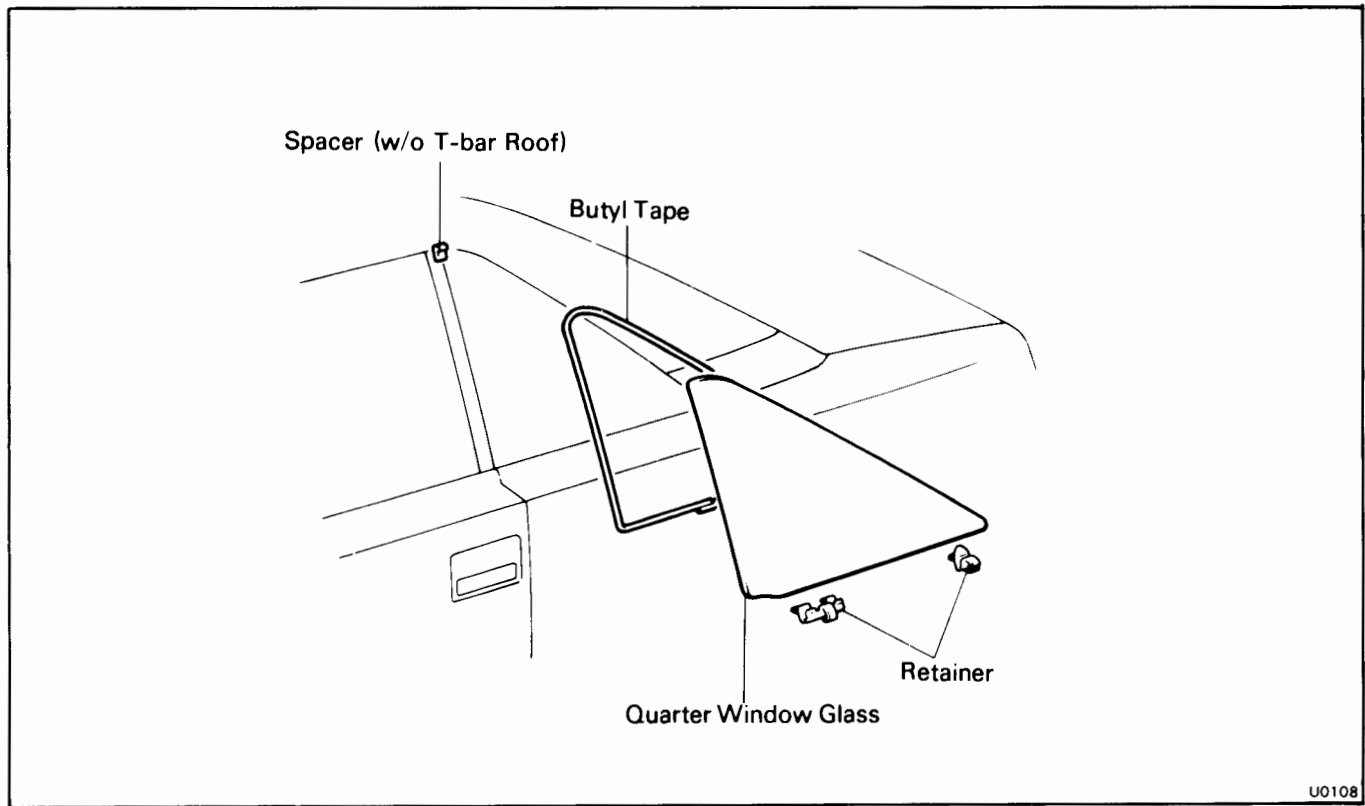 Spacer (w/o T-bar Roof)
Butyl Tape
Retainer
Quarter Window Glass
U0108